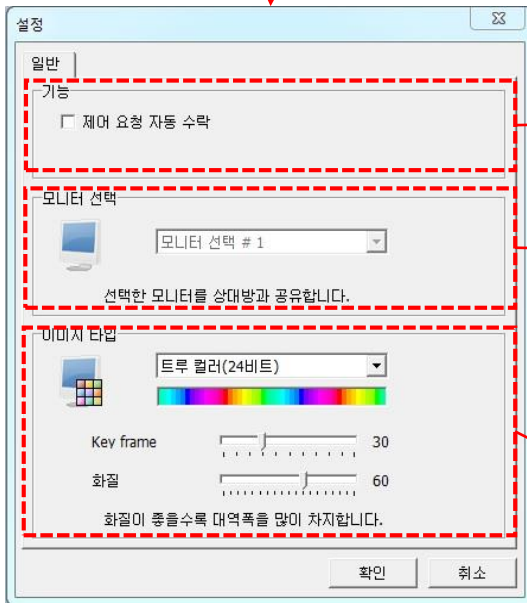 설정
일반
기능
제어 요청 자동 수락
모니터 선택
모니터 선택 # 1
선택한 모니터를 상대방과 공유합니다.
이미지 타입
트루 컬러(24비트)
Key frame 30
화질 60
화질이 좋을수록 대역폭을 많이 차지합니다.
확인 취소